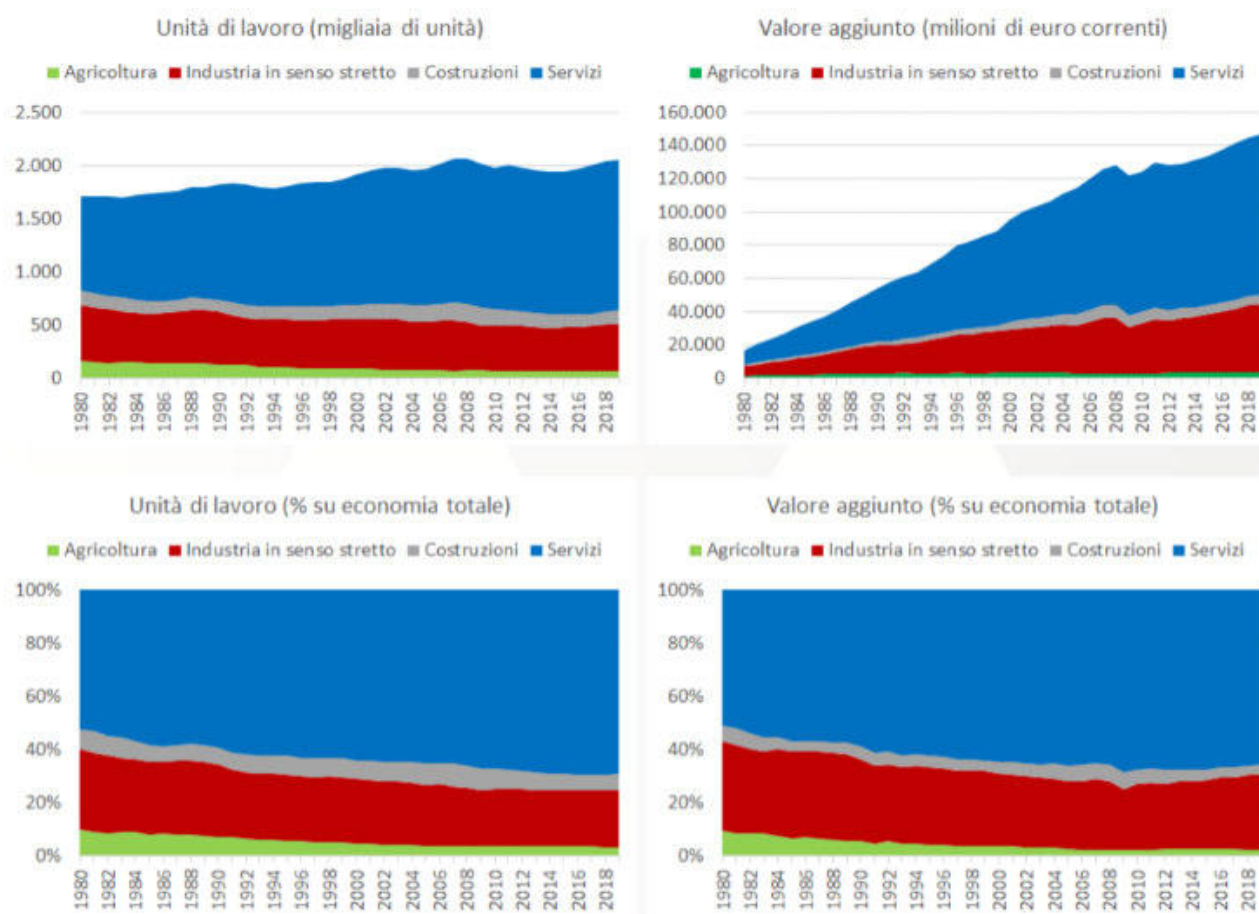 Unità di lavoro (migliaia di unità)
Agricoltura Industria in senso stretto Costruzioni Servizi
2.500
2.000
1.500
1.000
500
0
1980 1982 1984 1986 1988 1990 1992 1994 1996 1998 2000 2002 2004 2006 2008 2010 2012 2014 2016 2018
Valore aggiunto (milioni di euro correnti)
Agricoltura Industria in senso stretto Costruzioni Servizi
160.000
140.000
120.000
100.000
80.000
60.000
40.000
20.000
0
1980 1982 1984 1986 1988 1990 1992 1994 1996 1998 2000 2002 2004 2006 2008 2010 2012 2014 2016 2018
Unità di lavoro (% su economia totale)
Agricoltura Industria in senso stretto Costruzioni Servizi
100%
80%
60%
40%
20%
0%
1980 1982 1984 1986 1988 1990 1992 1994 1996 1998 2000 2002 2004 2006 2008 2010 2012 2014 2016 2018
Valore aggiunto (% su economia totale)
Agricoltura Industria in senso stretto Costruzioni Servizi
100%
80%
60%
40%
20%
0%
1980 1982 1984 1986 1988 1990 1992 1994 1996 1998 2000 2002 2004 2006 2008 2010 2012 2014 2016 2018